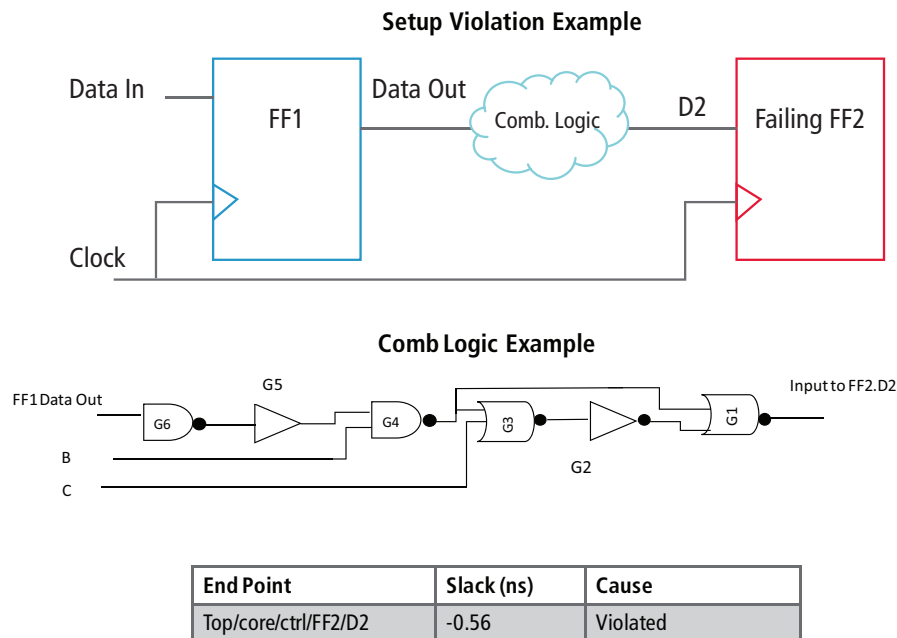 Setup Violation Example
Data In
FF1
Data Out
Comb. Logic
D2
Failing FF2
Clock
Comb Logic Example
FF1 Data Out
G6
G5
G4
G3
G2
G1
Input to FF2.D2
B
C
End Point Slack (ns) Cause
Top/core/ctrl/FF2/D2 -0.56 Violated